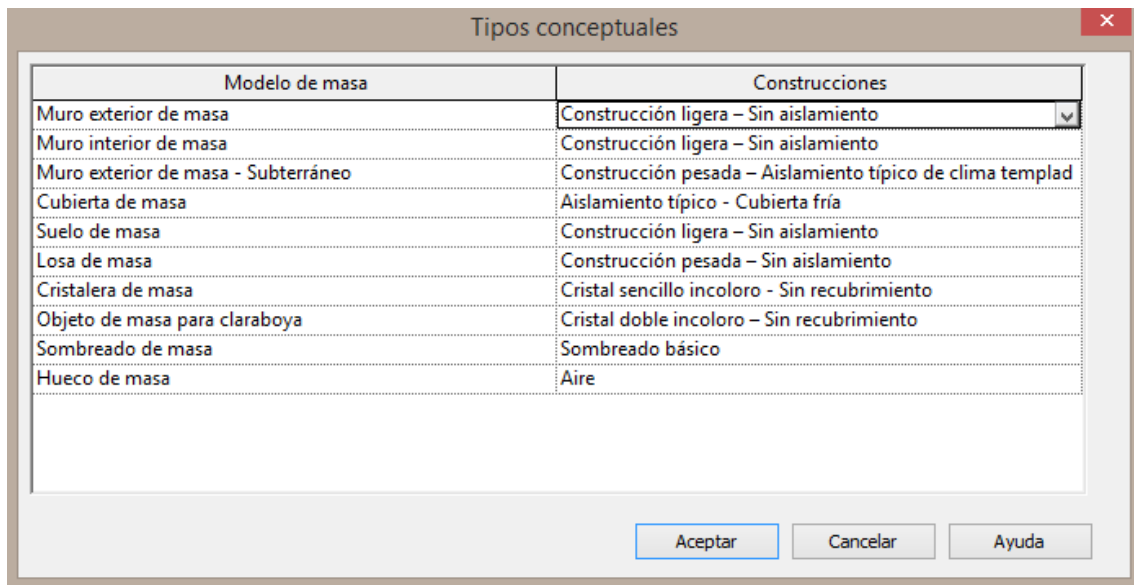 Tipos conceptuales
Modelo de masa Construcciones
Muro exterior de masa Construcción ligera – Sin aislamiento
Muro interior de masa Construcción ligera – Sin aislamiento
Muro exterior de masa - Subterráneo Construcción pesada – Aislamiento típico de clima templad
Cubierta de masa Aislamiento típico - Cubierta fría
Suelo de masa Construcción ligera – Sin aislamiento
Losa de masa Construcción pesada – Sin aislamiento
Cristalera de masa Cristal sencillo incoloro - Sin recubrimiento
Objeto de masa para claraboya Cristal doble incoloro – Sin recubrimiento
Sombreado de masa Sombreado básico
Hueco de masa Aire
Aceptar Cancelar Ayuda